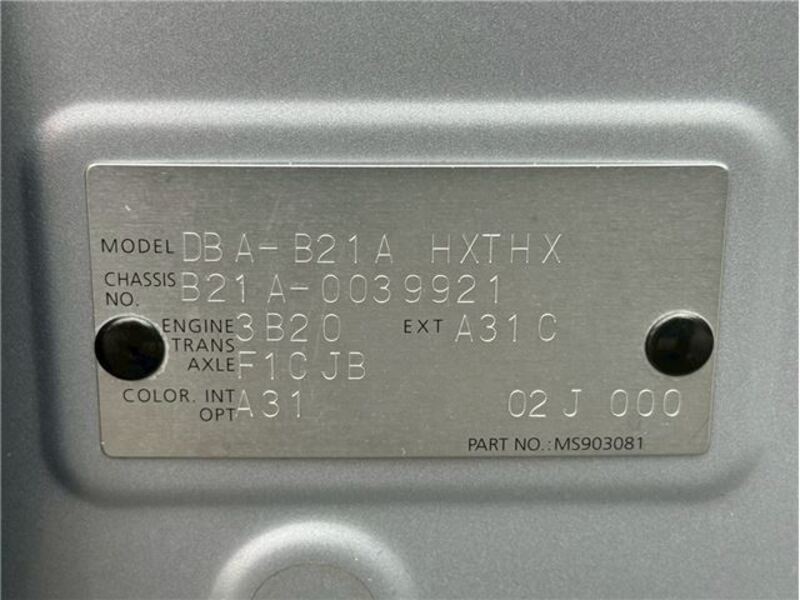 MODEL DBA-B21A HXTHX
CHASSIS NO. B21A-0039921
ENGINE 3B20 EXT A31C
TRANS AXLE F1CJB
COLOR. INT OPT A31 02J 000
PART NO.:MS903081